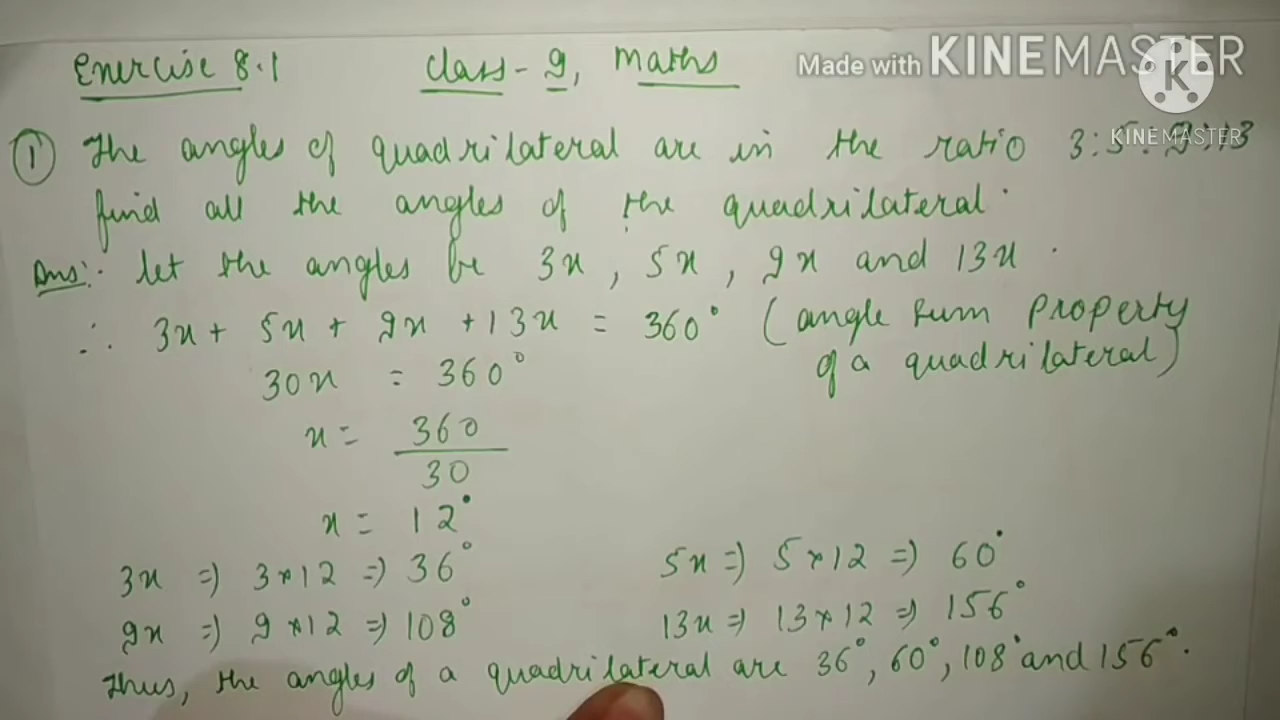 Exercise 8.1 class-9, Maths
Made with KINEMASTER
K
KINEMASTER
① The angles of quadrilateral are in the ratio 3:5:9:13
find all the angles of the quadrilateral.
Ans:- let the angles be 3x, 5x, 9x and 13x.
∴ 3x + 5x + 9x + 13x = 360° (angle sum property
of a quadrilateral)
30x = 360°
x = 360
30
x = 12°
3x => 3×12 => 36° 5x => 5×12 => 60°
9x => 9×12 => 108° 13x => 13×12 => 156°
Thus, the angles of a quadrilateral are 36°, 60°, 108° and 156°.